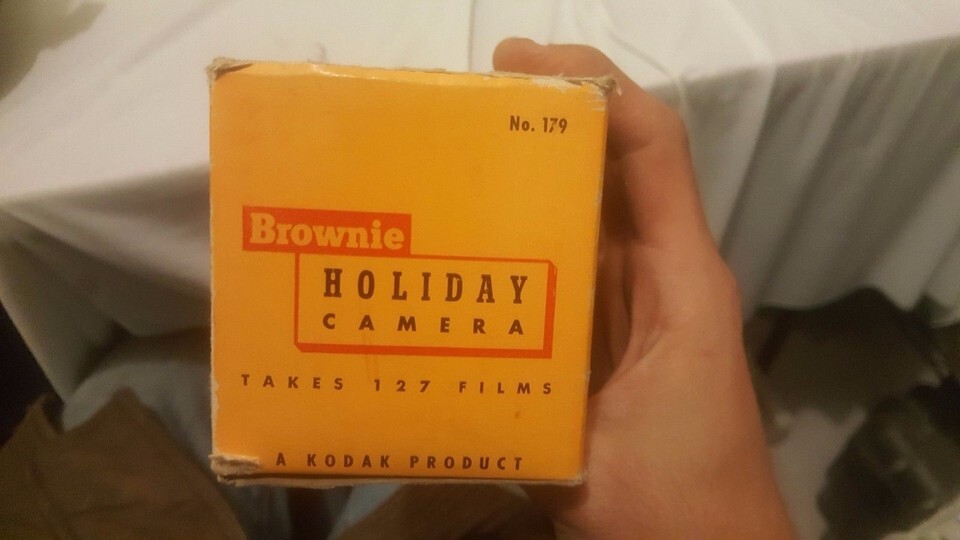 No. 179
Brownie
HOLIDAY
CAMERA
TAKES 127 FILMS
A KODAK PRODUCT